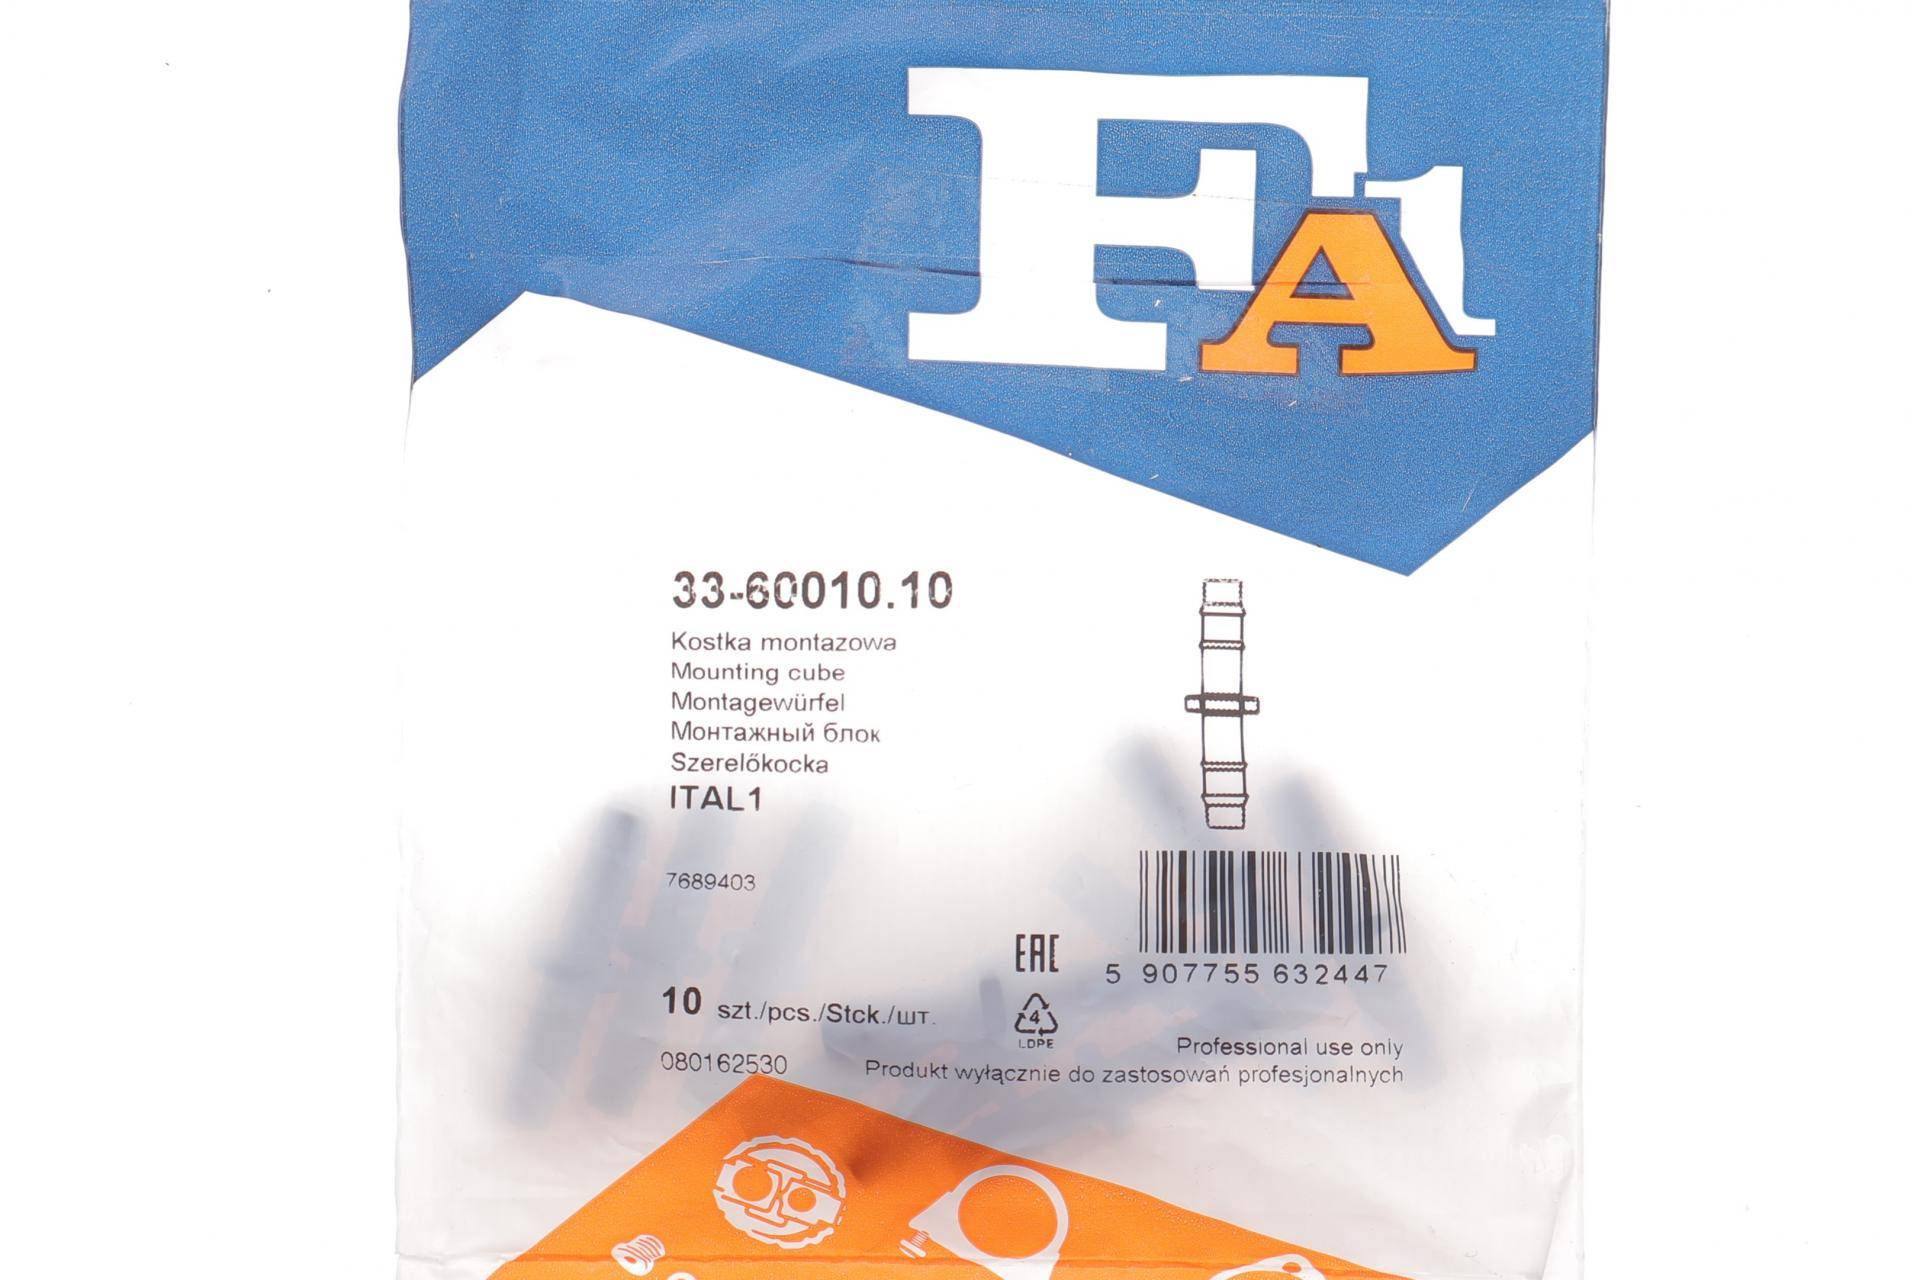 FA1
33-60010.10
Kostka montazowa
Mounting cube
Montagewürfel
Монтажный блок
Szerelőkocka
ITAL1
7689403
EAC
5 907755 632447
10 szt./pcs./Stck./шт.
4
LDPE
080162530
Professional use only
Produkt wyłącznie do zastosowań profesjonalnych